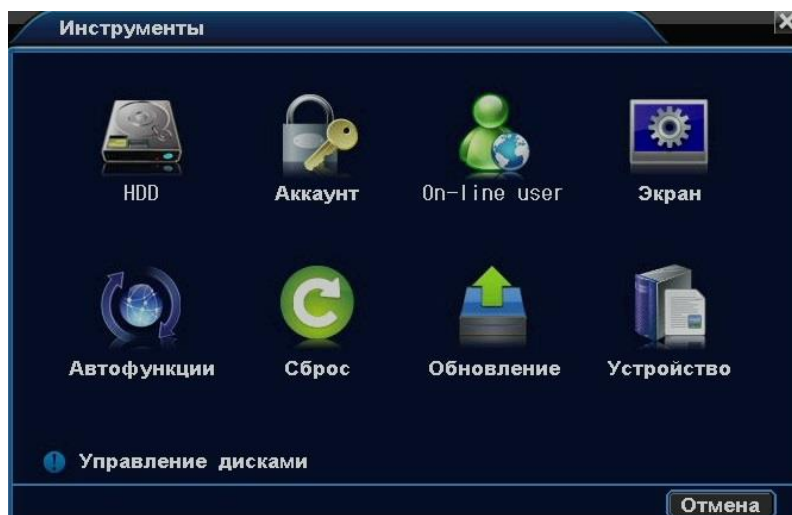 Инструменты
HDD
Аккаунт
On-line user
Экран
Автофункции
Сброс
Обновление
Устройство
Управление дисками
Отмена